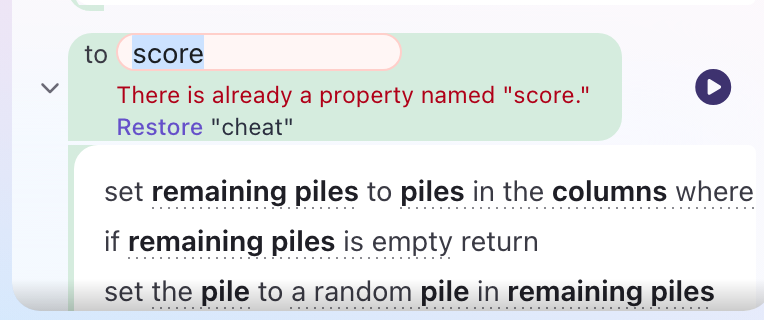 to score
There is already a property named "score."
Restore "cheat"
set remaining piles to piles in the columns where
if remaining piles is empty return
set the pile to a random pile in remaining piles